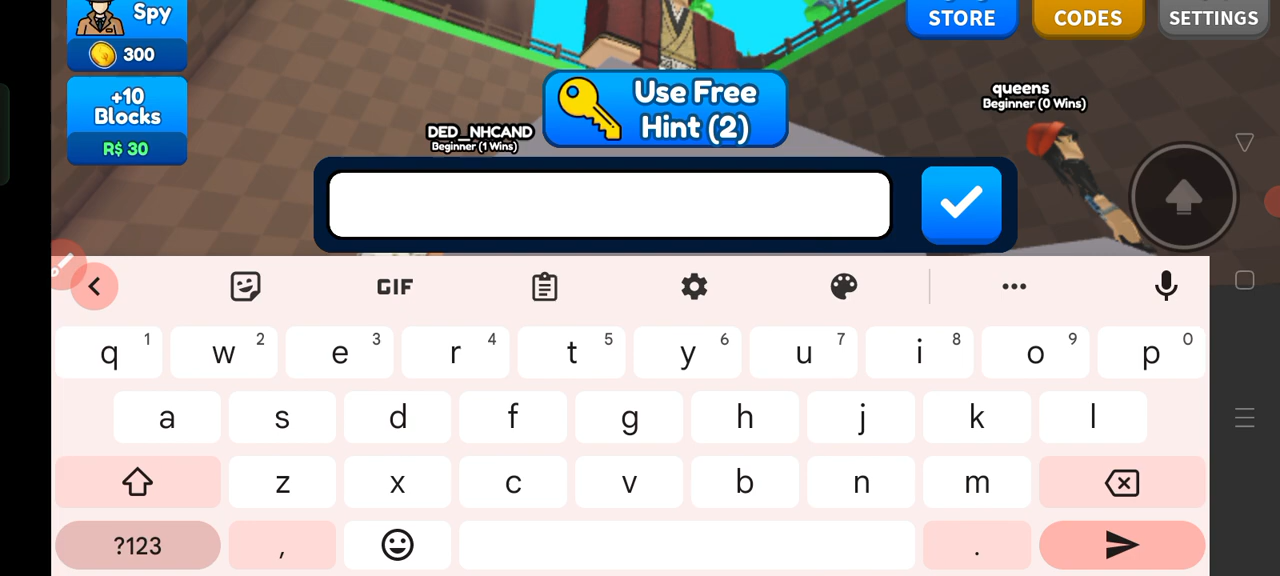 Spy
300
+10
Blocks
R$ 30
STORE
CODES
SETTINGS
Use Free
Hint (2)
DED_NHCAND
Beginner (1 Wins)
queens
Beginner (0 Wins)
GIF
q 1 w 2 e 3 r 4 t 5 y 6 u 7 i 8 o 9 p 0
a s d f g h j k l
z x c v b n m
?123 , .